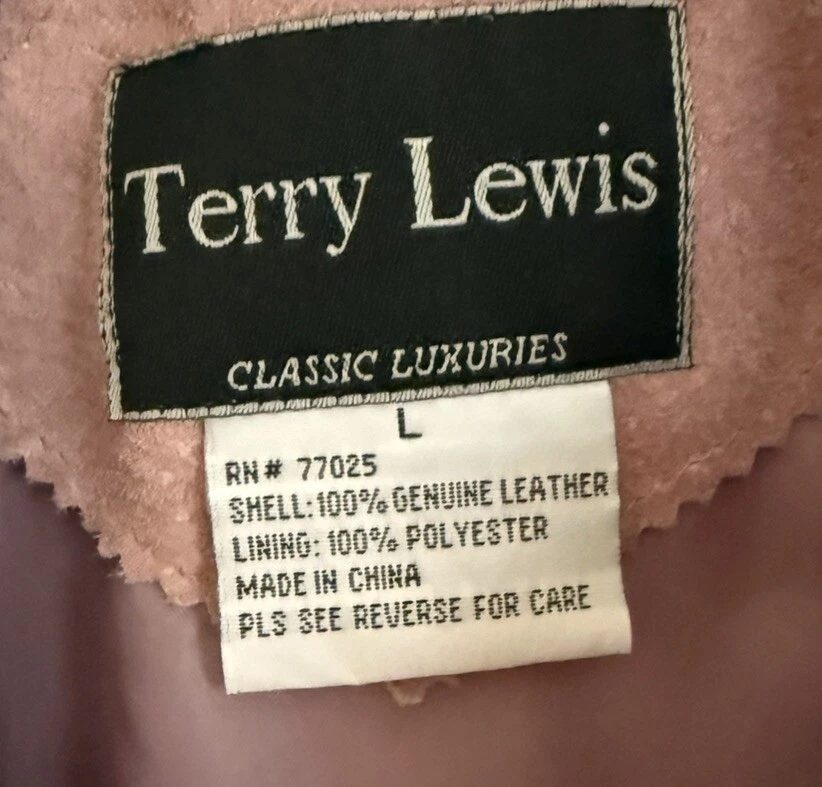 Terry Lewis
CLASSIC LUXURIES
L
RN# 77025
SHELL:100% GENUINE LEATHER
LINING: 100% POLYESTER
MADE IN CHINA
PLS SEE REVERSE FOR CARE